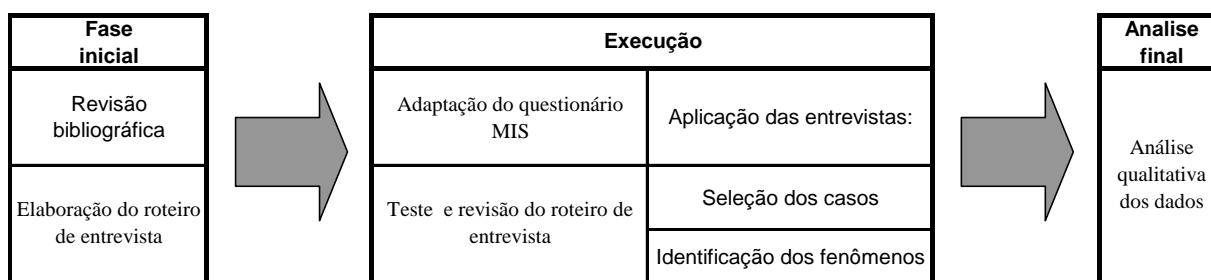 Fase
inicial
Revisão
bibliográfica
Elaboração do roteiro
de entrevista
Execução
Adaptação do questionário
MIS
Teste e revisão do roteiro de
entrevista
Aplicação das entrevistas:
Seleção dos casos
Identificação dos fenômenos
Analise
final
Análise
qualitativa
dos dados